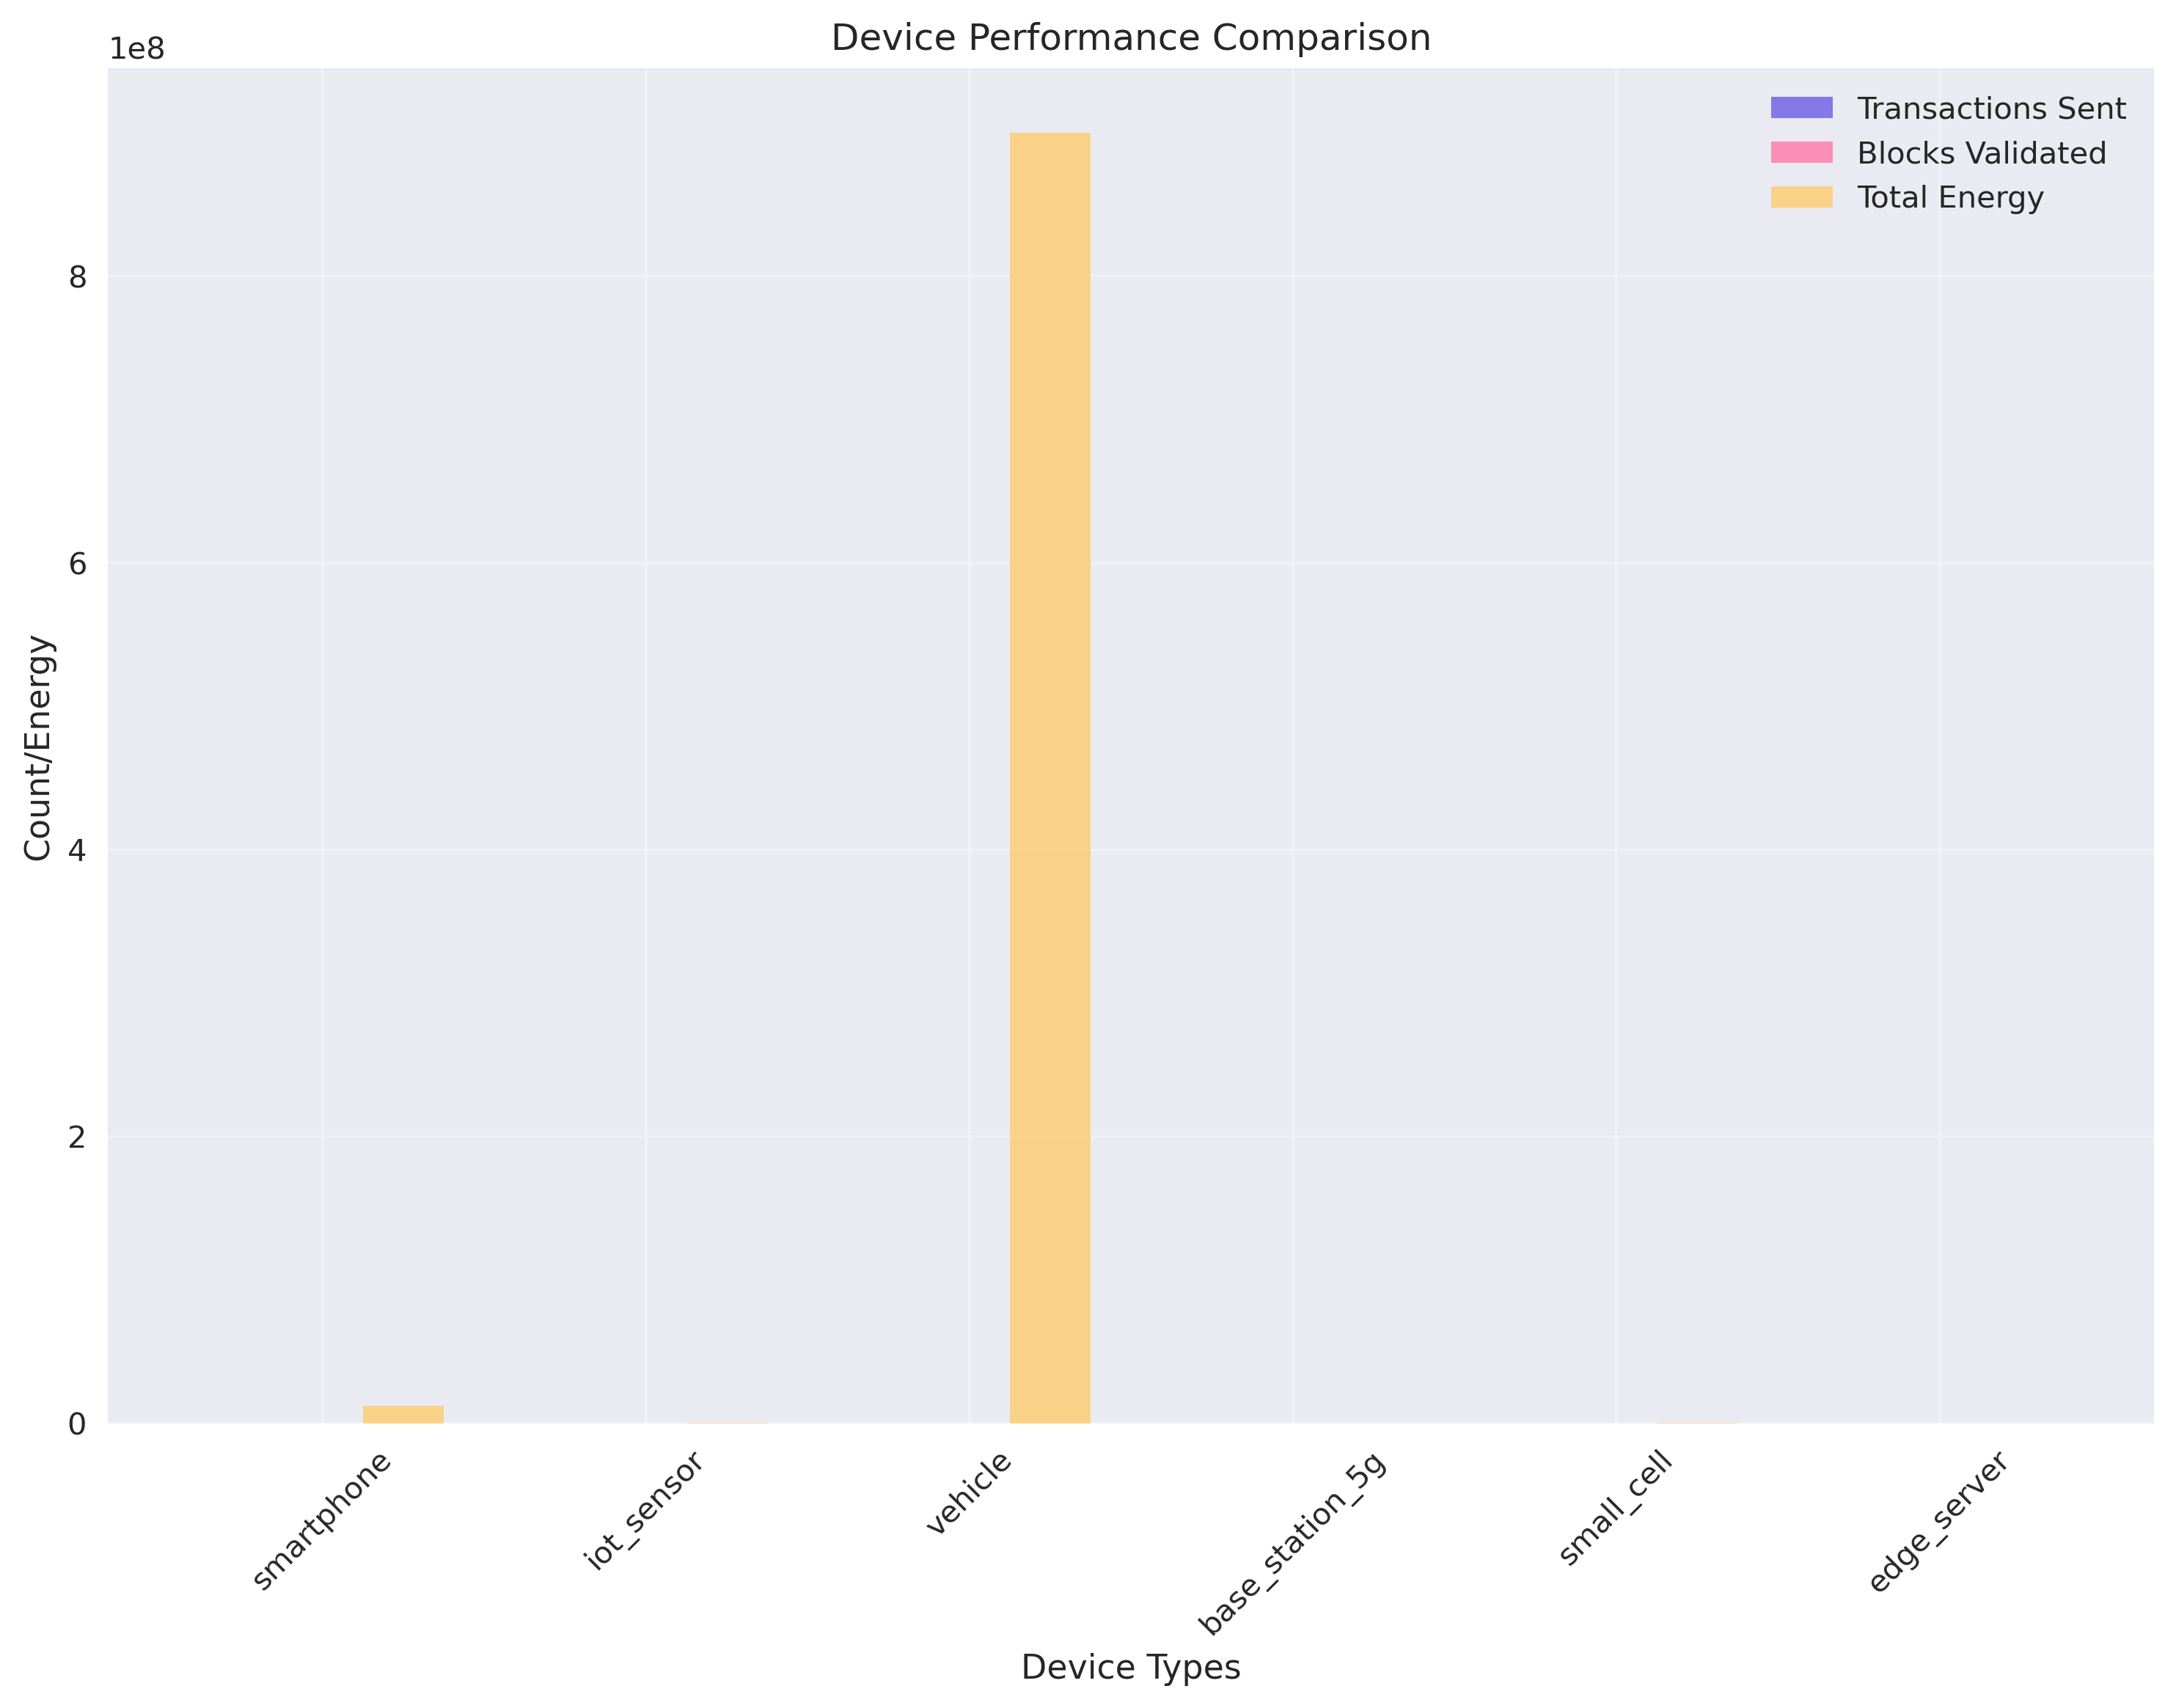 Device Performance Comparison
1e8
Transactions Sent
Blocks Validated
Total Energy
8
6
4
2
0
Count/Energy
smartphone
iot_sensor
vehicle
base_station_5g
small_cell
edge_server
Device Types